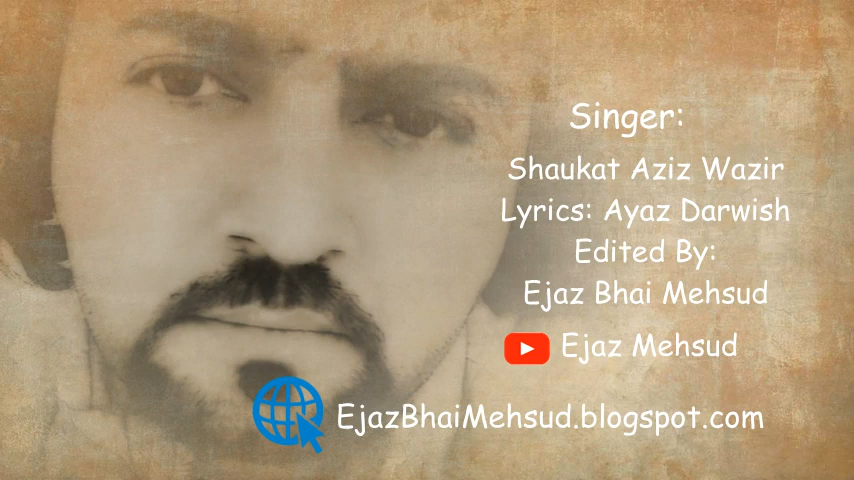 Singer:
Shaukat Aziz Wazir
Lyrics: Ayaz Darwish
Edited By:
Ejaz Bhai Mehsud
Ejaz Mehsud
EjazBhaiMehsud.blogspot.com